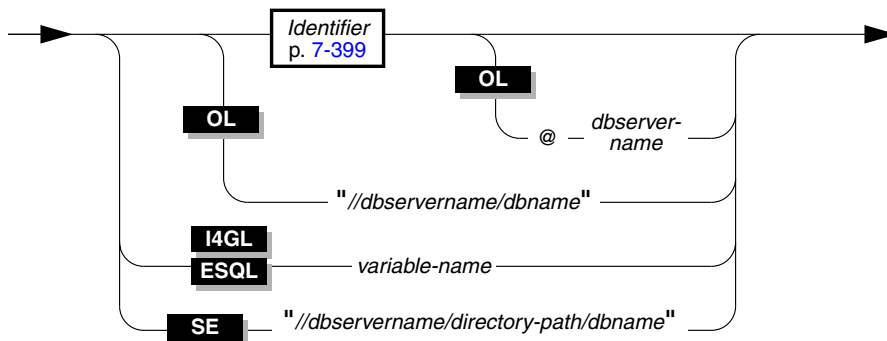 Identifier
p. 7-399
OL
OL
@ dbserver-
name
"//dbservername/dbname"
I4GL
ESQL
variable-name
SE
"//dbservername/directory-path/dbname"